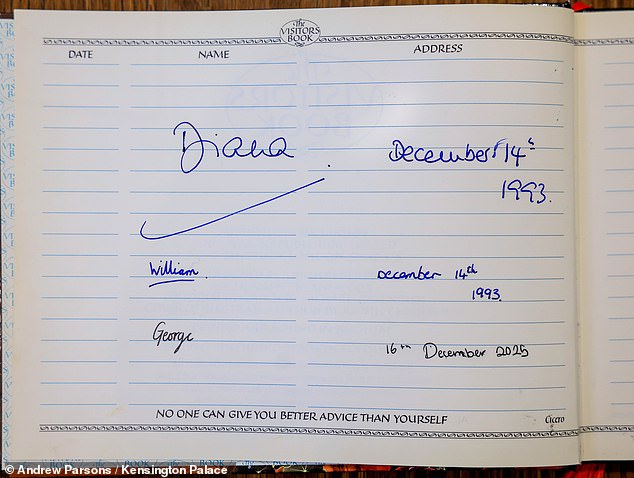 The
VISITORS
BOOK
DATE NAME ADDRESS
Diana December 14th
1993.
William. December 14th
1993.
George 16th December 2025
NO ONE CAN GIVE YOU BETTER ADVICE THAN YOURSELF Cicero
© Andrew Parsons / Kensington Palace